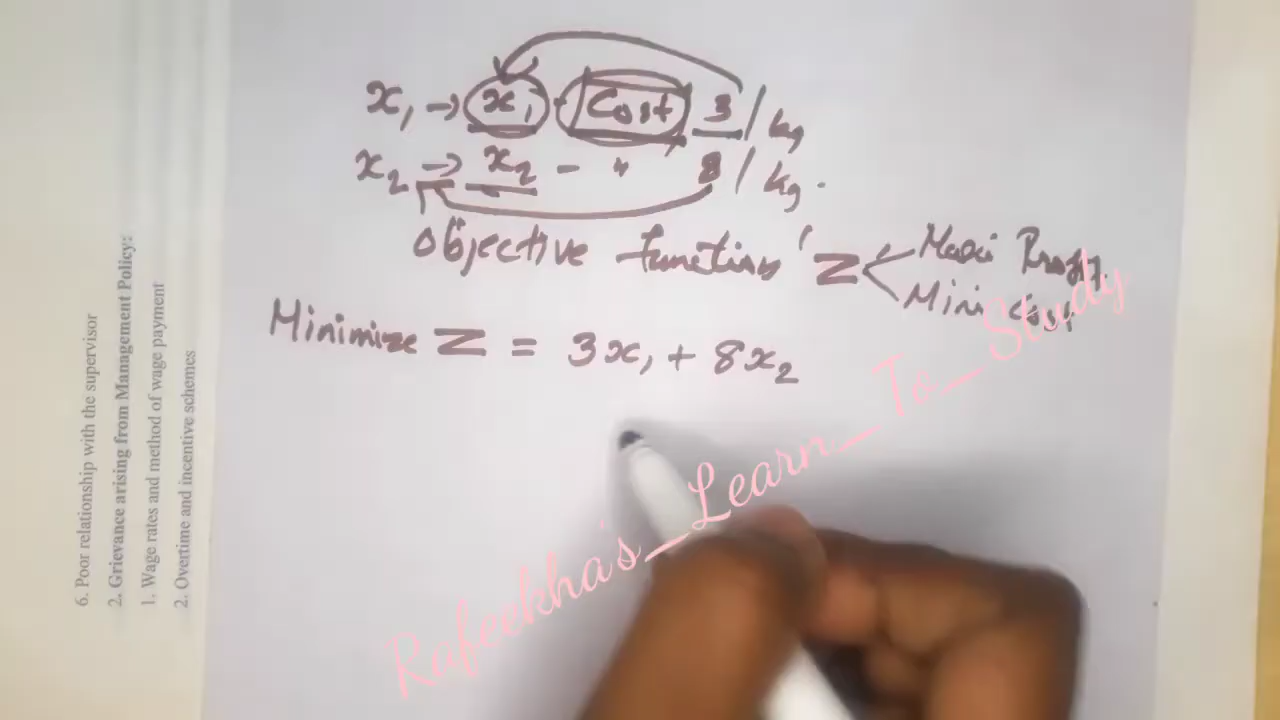 x₁ → x₁ - Cost 3 / kg
x₂ → x₂ - " 8 / kg.
Objective function 'Z
Maxi Profit
Mini Cost
Minimize Z = 3x₁ + 8x₂
6. Poor relationship with the supervisor
2. Grievance arising from Management Policy:
1. Wage rates and method of wage payment
2. Overtime and incentive schemes
Rafeekha's_Learn_To_Study